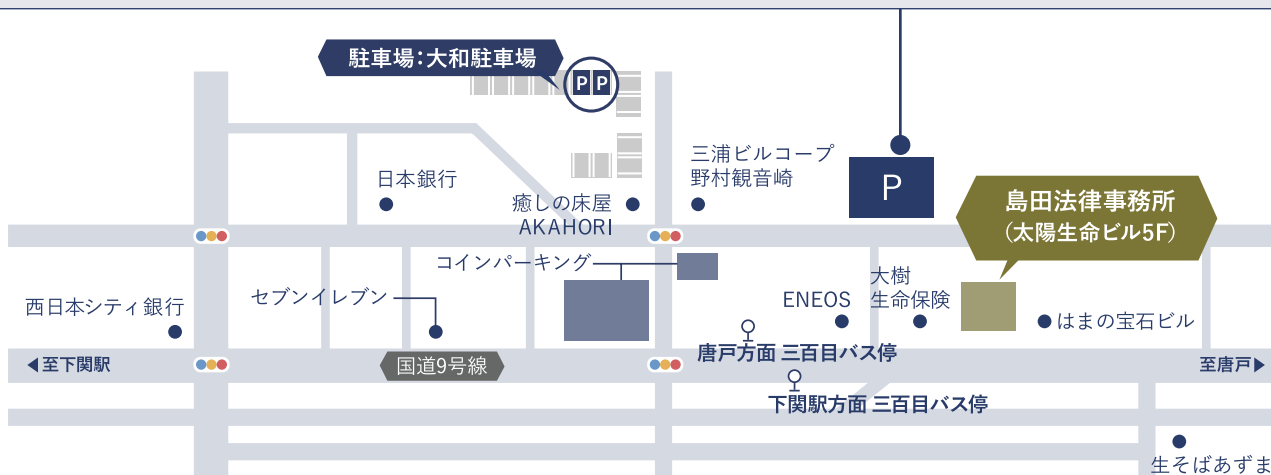 駐車場：大和駐車場
P P
三浦ビルコープ
野村観音崎
P
日本銀行
癒しの床屋
AKAHORI
島田法律事務所
（太陽生命ビル5F）
コインパーキング
セブンイレブン
大樹
生命保険
ENEOS
西日本シティ銀行
はまの宝石ビル
至下関駅
国道9号線
唐戸方面 三百目バス停
至唐戸
下関駅方面 三百目バス停
生そばあずま